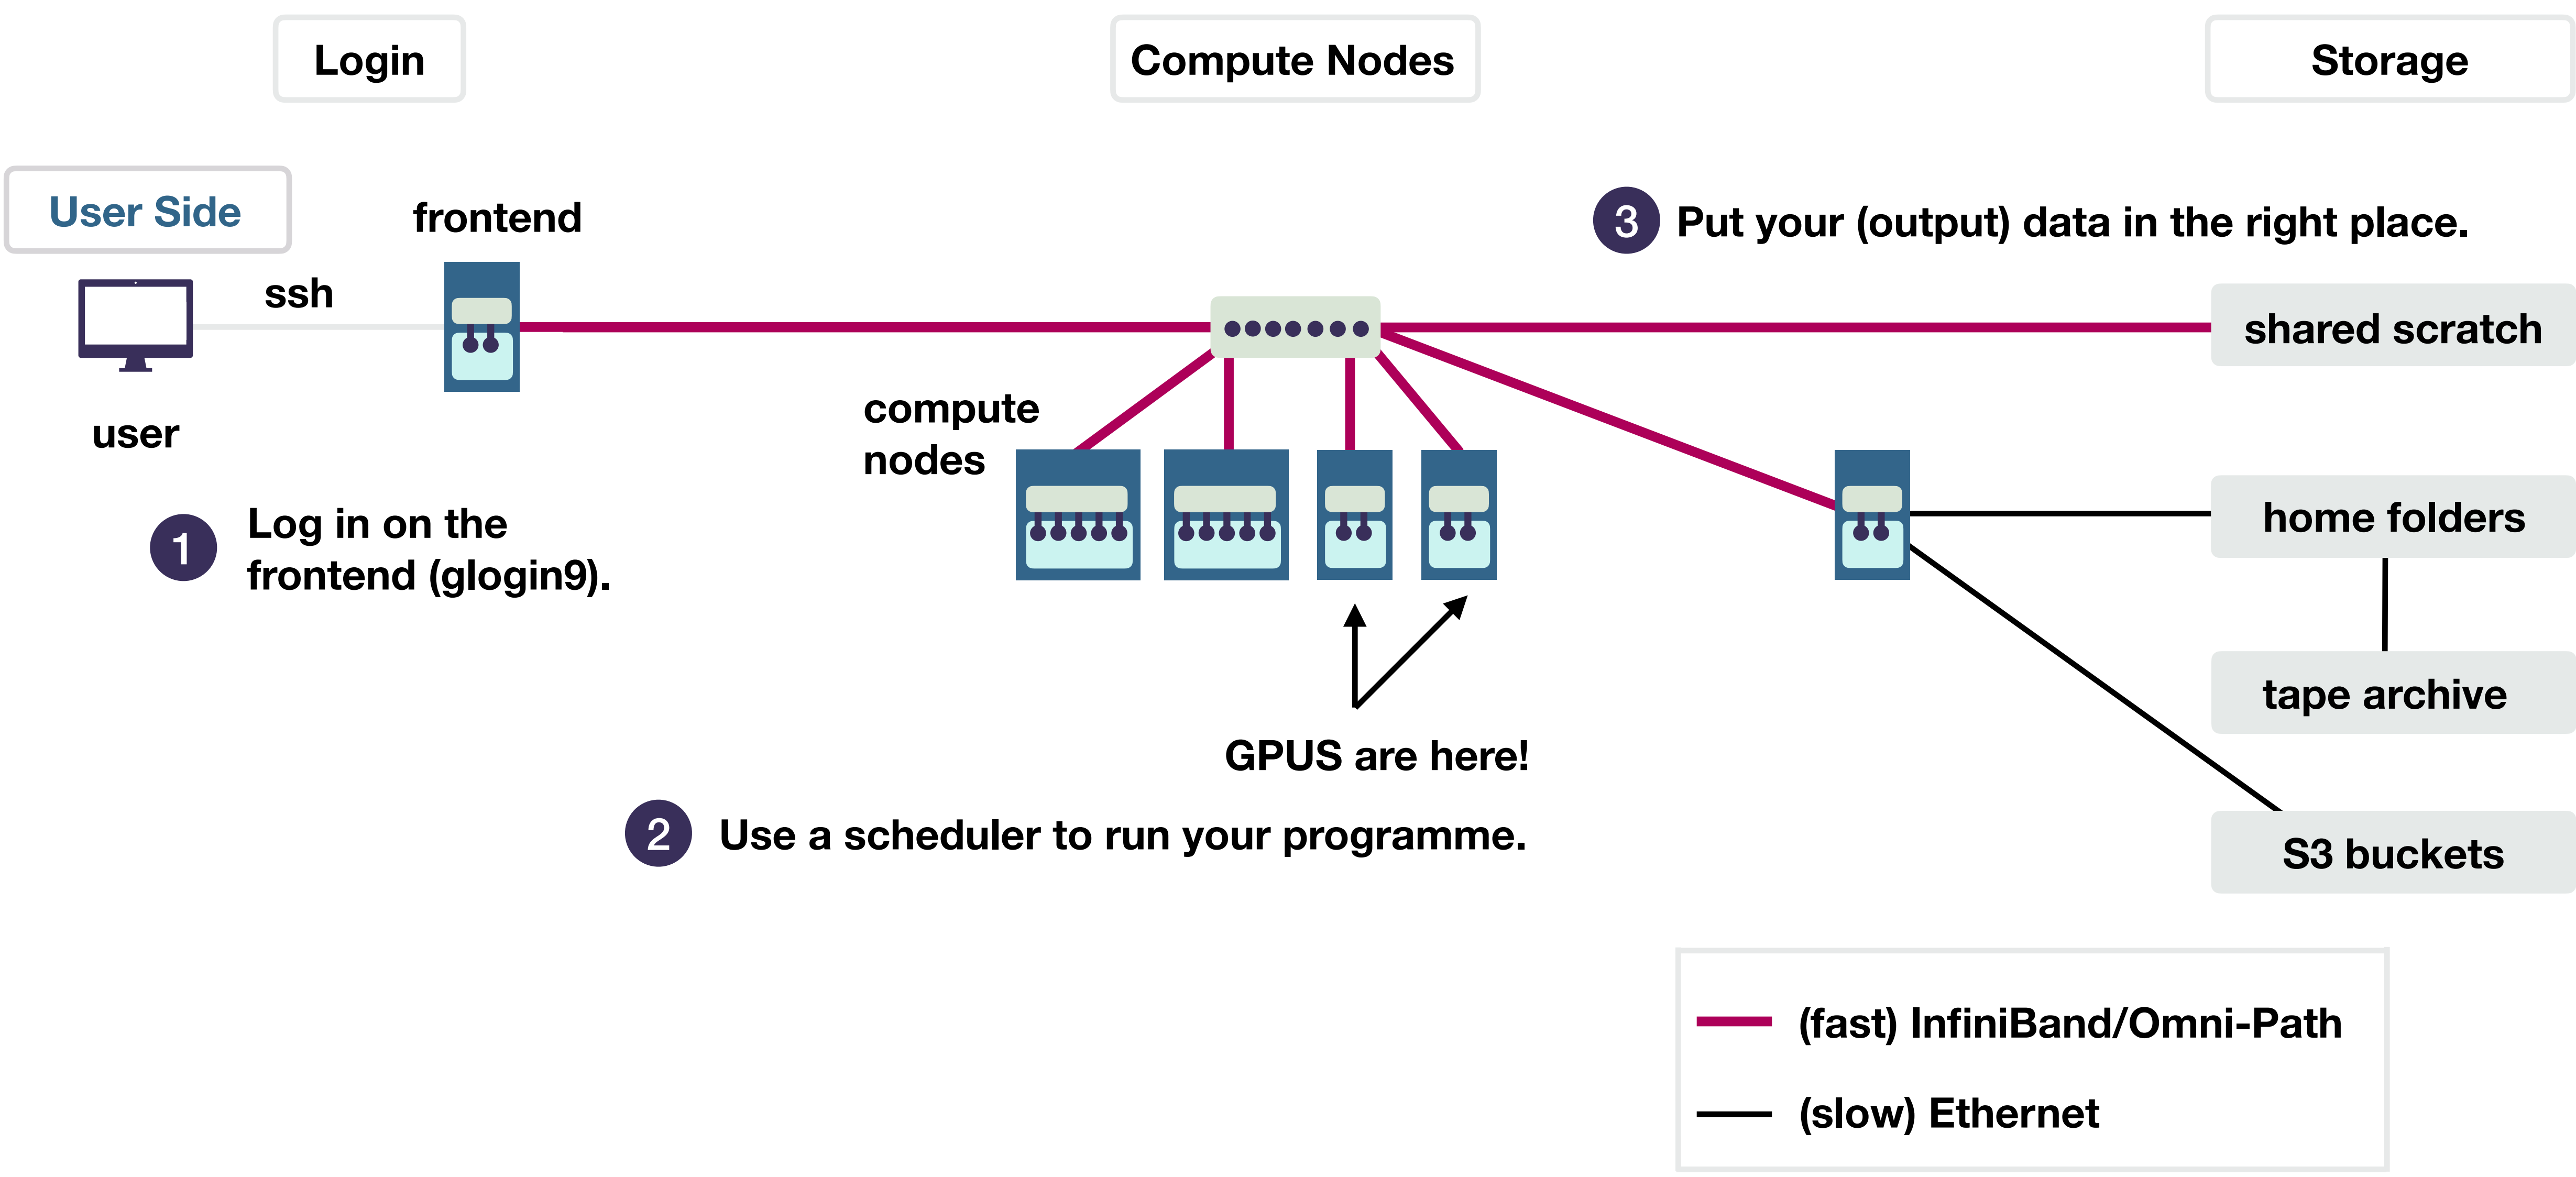 Login
Compute Nodes
Storage
User Side
frontend
3 Put your (output) data in the right place.
ssh
shared scratch
user
compute
nodes
1 Log in on the
frontend (glogin9).
home folders
tape archive
GPUS are here!
2 Use a scheduler to run your programme.
S3 buckets
(fast) InfiniBand/Omni-Path
(slow) Ethernet